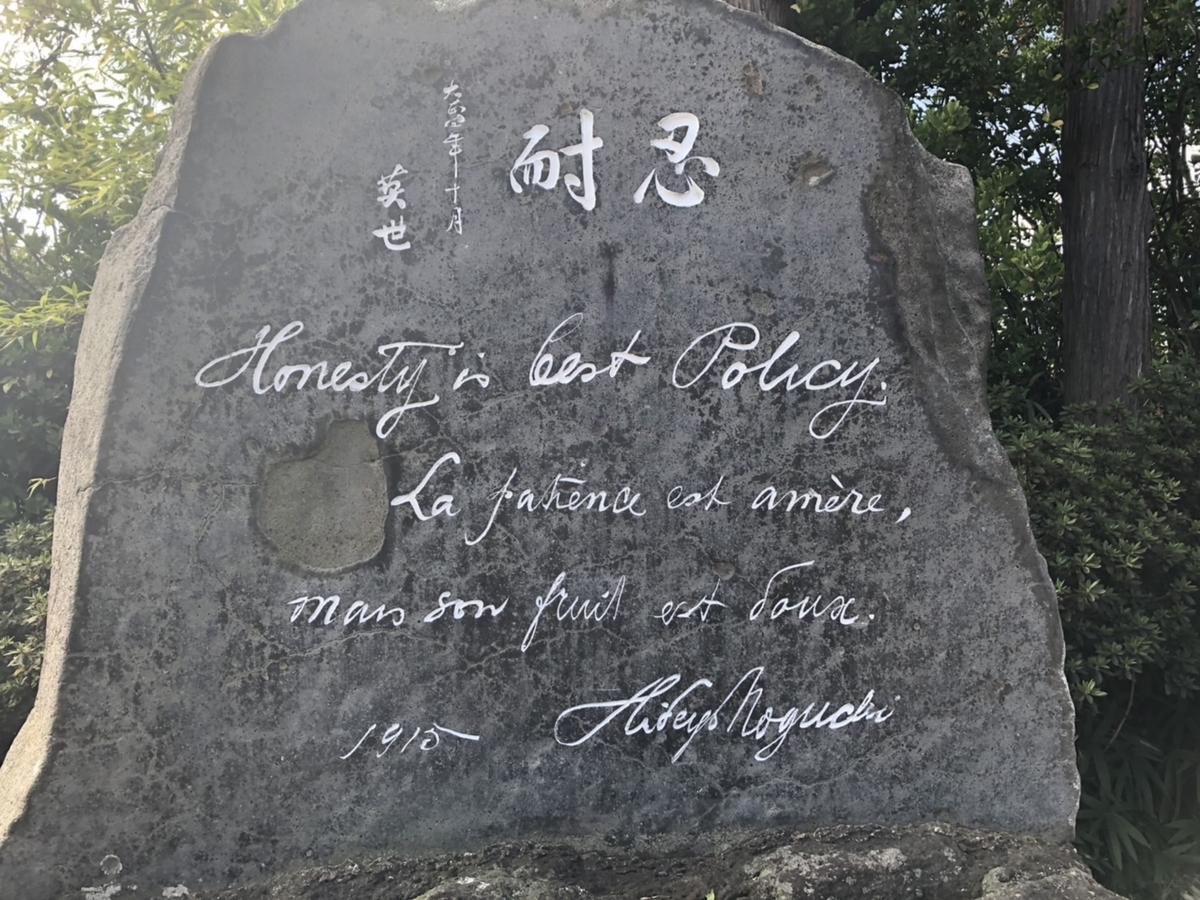 忍耐
大正四年十月
英世
Honesty is best Policy.
La patience est amère,
mais son fruit est doux.
1915 Hideyo Noguchi